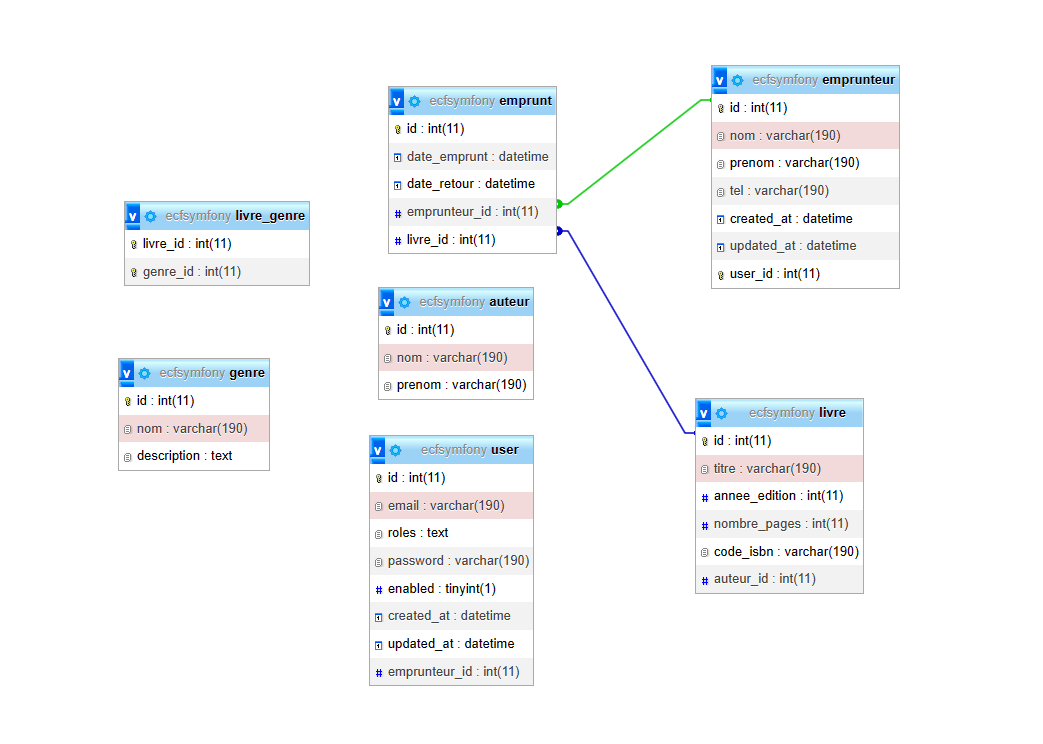 v ecfsymfony emprunteur
id : int(11)
nom : varchar(190)
prenom : varchar(190)
tel : varchar(190)
created_at : datetime
updated_at : datetime
user_id : int(11)
v ecfsymfony emprunt
id : int(11)
date_emprunt : datetime
date_retour : datetime
# emprunteur_id : int(11)
# livre_id : int(11)
v ecfsymfony livre_genre
livre_id : int(11)
genre_id : int(11)
v ecfsymfony auteur
id : int(11)
nom : varchar(190)
prenom : varchar(190)
v ecfsymfony genre
id : int(11)
nom : varchar(190)
description : text
v ecfsymfony livre
id : int(11)
titre : varchar(190)
# annee_edition : int(11)
# nombre_pages : int(11)
code_isbn : varchar(190)
# auteur_id : int(11)
v ecfsymfony user
id : int(11)
email : varchar(190)
roles : text
password : varchar(190)
# enabled : tinyint(1)
created_at : datetime
updated_at : datetime
# emprunteur_id : int(11)